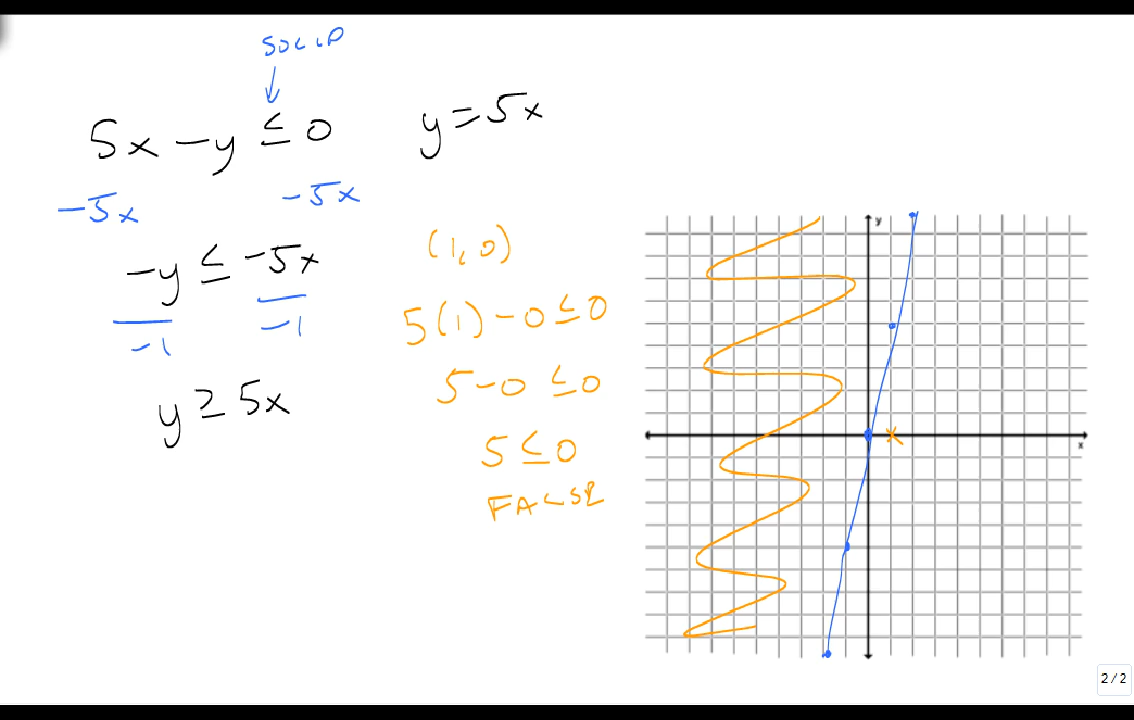 SOLID
5x - y ≤ 0
y = 5x
-5x -5x
-y ≤ -5x
-1 -1
y ≥ 5x
(1, 0)
5(1) - 0 ≤ 0
5 - 0 ≤ 0
5 ≤ 0
FALSE
y
x
x
2/2